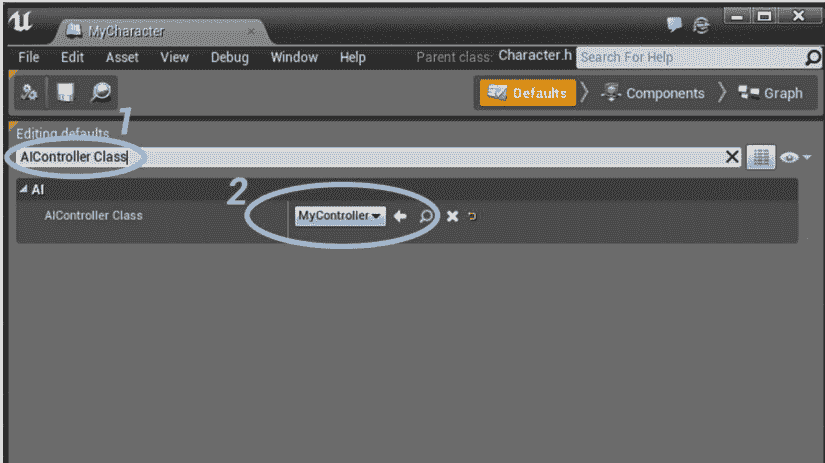 MyCharacter
File Edit Asset View Debug Window Help Parent class: Character.h Search For Help
Defaults Components Graph
1
Editing defaults
AIController Class
2
AI
AIController Class MyController